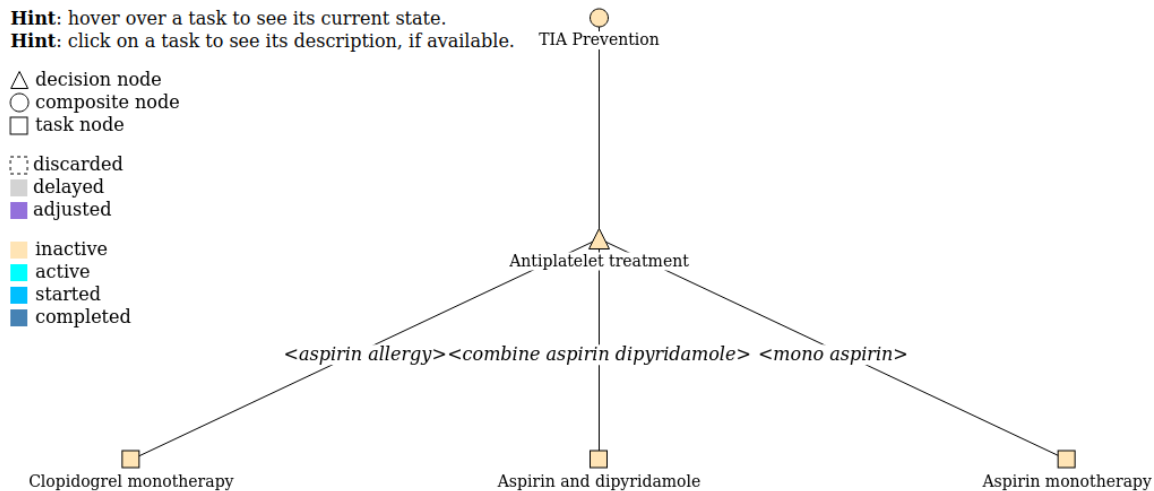 Hint: hover over a task to see its current state.
Hint: click on a task to see its description, if available.
TIA Prevention
decision node
composite node
task node
discarded
delayed
adjusted
inactive
active
started
completed
Antiplatelet treatment
<aspirin allergy> <combine aspirin dipyridamole> <mono aspirin>
Clopidogrel monotherapy
Aspirin and dipyridamole
Aspirin monotherapy